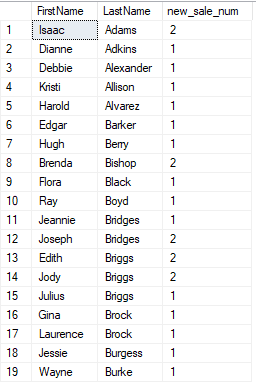 FirstName LastName new_sale_num
1 Isaac Adams 2
2 Dianne Adkins 1
3 Debbie Alexander 1
4 Kristi Allison 1
5 Harold Alvarez 1
6 Edgar Barker 1
7 Hugh Berry 1
8 Brenda Bishop 2
9 Flora Black 1
10 Ray Boyd 1
11 Jeannie Bridges 1
12 Joseph Bridges 2
13 Edith Briggs 2
14 Jody Briggs 2
15 Julius Briggs 1
16 Gina Brock 1
17 Laurence Brock 1
18 Jessie Burgess 1
19 Wayne Burke 1